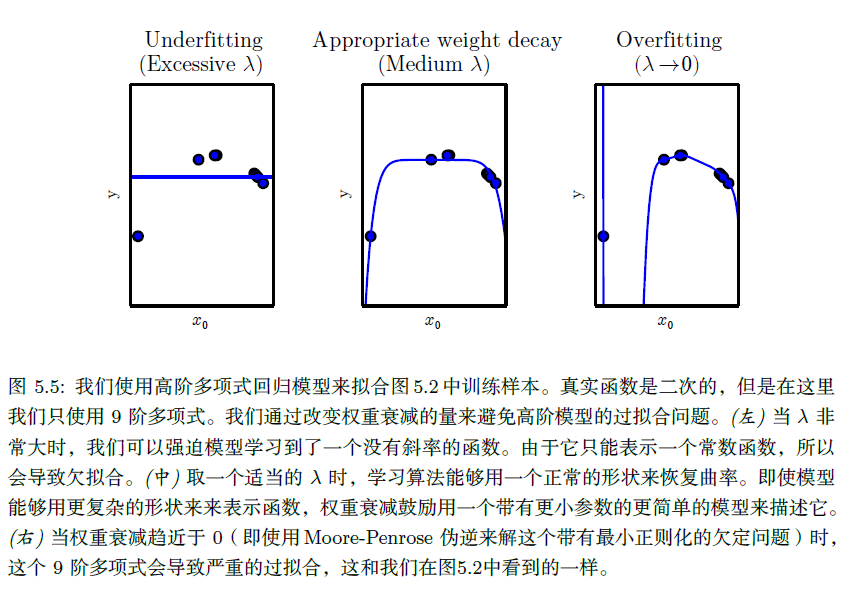 Underfitting
(Excessive λ)
Appropriate weight decay
(Medium λ)
Overfitting
(λ→0)
y
x₀
y
x₀
y
x₀
图 5.5: 我们使用高阶多项式回归模型来拟合图5.2中训练样本。真实函数是二次的，但是在这里
我们只使用 9 阶多项式。我们通过改变权重衰减的量来避免高阶模型的过拟合问题。(左) 当 λ 非
常大时，我们可以强迫模型学习到了一个没有斜率的函数。由于它只能表示一个常数函数，所以
会导致欠拟合。(中) 取一个适当的 λ 时，学习算法能够用一个正常的形状来恢复曲率。即使模型
能够用更复杂的形状来来表示函数，权重衰减鼓励用一个带有更小参数的更简单的模型来描述它。
(右) 当权重衰减趋近于 0（即使用Moore-Penrose 伪逆来解这个带有最小正则化的欠定问题）时，
这个 9 阶多项式会导致严重的过拟合，这和我们在图5.2中看到的一样。